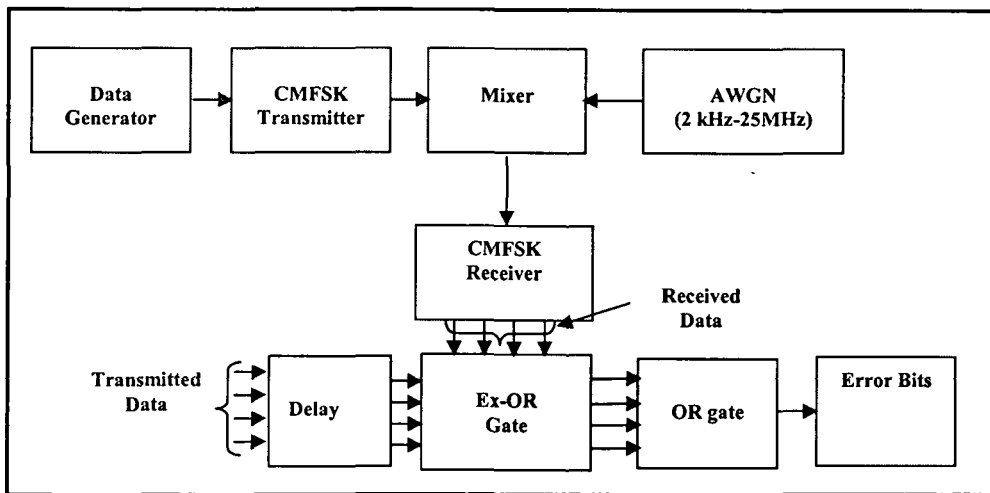 Data
Generator
CMFSK
Transmitter
Mixer
AWGN
(2 kHz-25MHz)
CMFSK
Receiver
Received
Data
Transmitted
Data
Delay
Ex-OR
Gate
OR gate
Error Bits